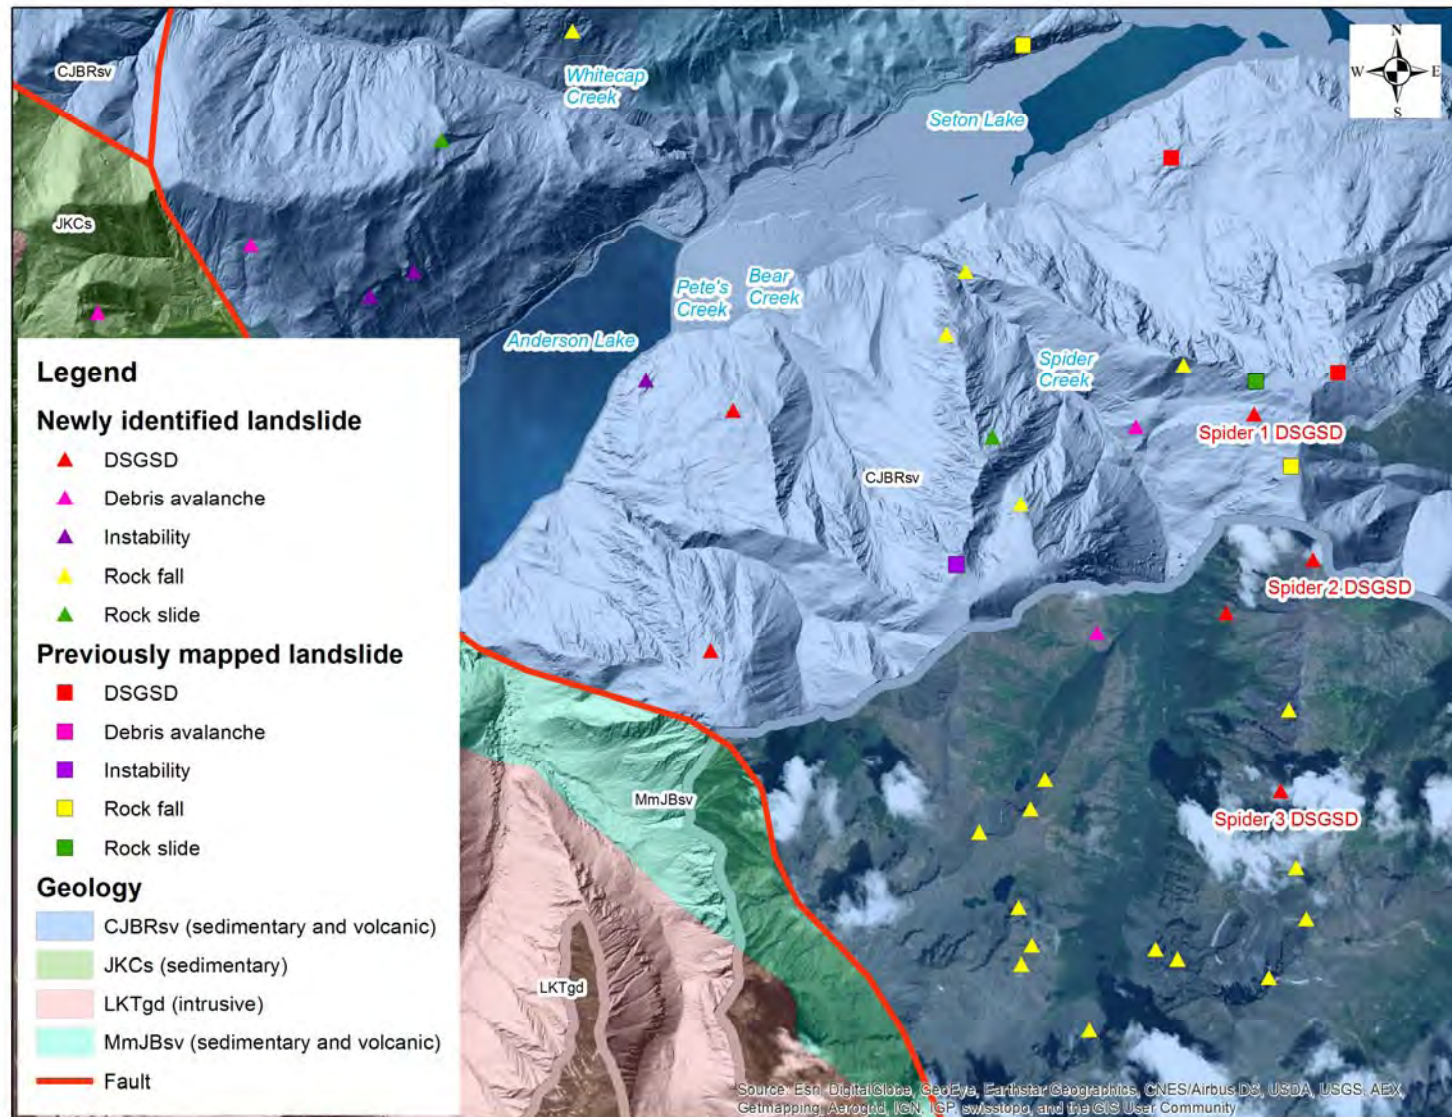 CJBRsv
Whitecap
Creek
N
W
E
S
Seton Lake
JKCs
Pete's
Creek
Bear
Creek
Anderson Lake
Spider
Creek
Spider 1 DSGSD
CJBRsv
Spider 2 DSGSD
MmJBsv
Spider 3 DSGSD
LKTgd
Legend
Newly identified landslide
DSGSD
Debris avalanche
Instability
Rock fall
Rock slide
Previously mapped landslide
DSGSD
Debris avalanche
Instability
Rock fall
Rock slide
Geology
CJBRsv (sedimentary and volcanic)
JKCs (sedimentary)
LKTgd (intrusive)
MmJBsv (sedimentary and volcanic)
Fault
Source: Esri, DigitalGlobe, GeoEye, Earthstar Geographics, CNES/Airbus DS, USDA, USGS, AEX,
Getmapping, Aerogrid, IGN, IGP, swisstopo, and the GIS User Community